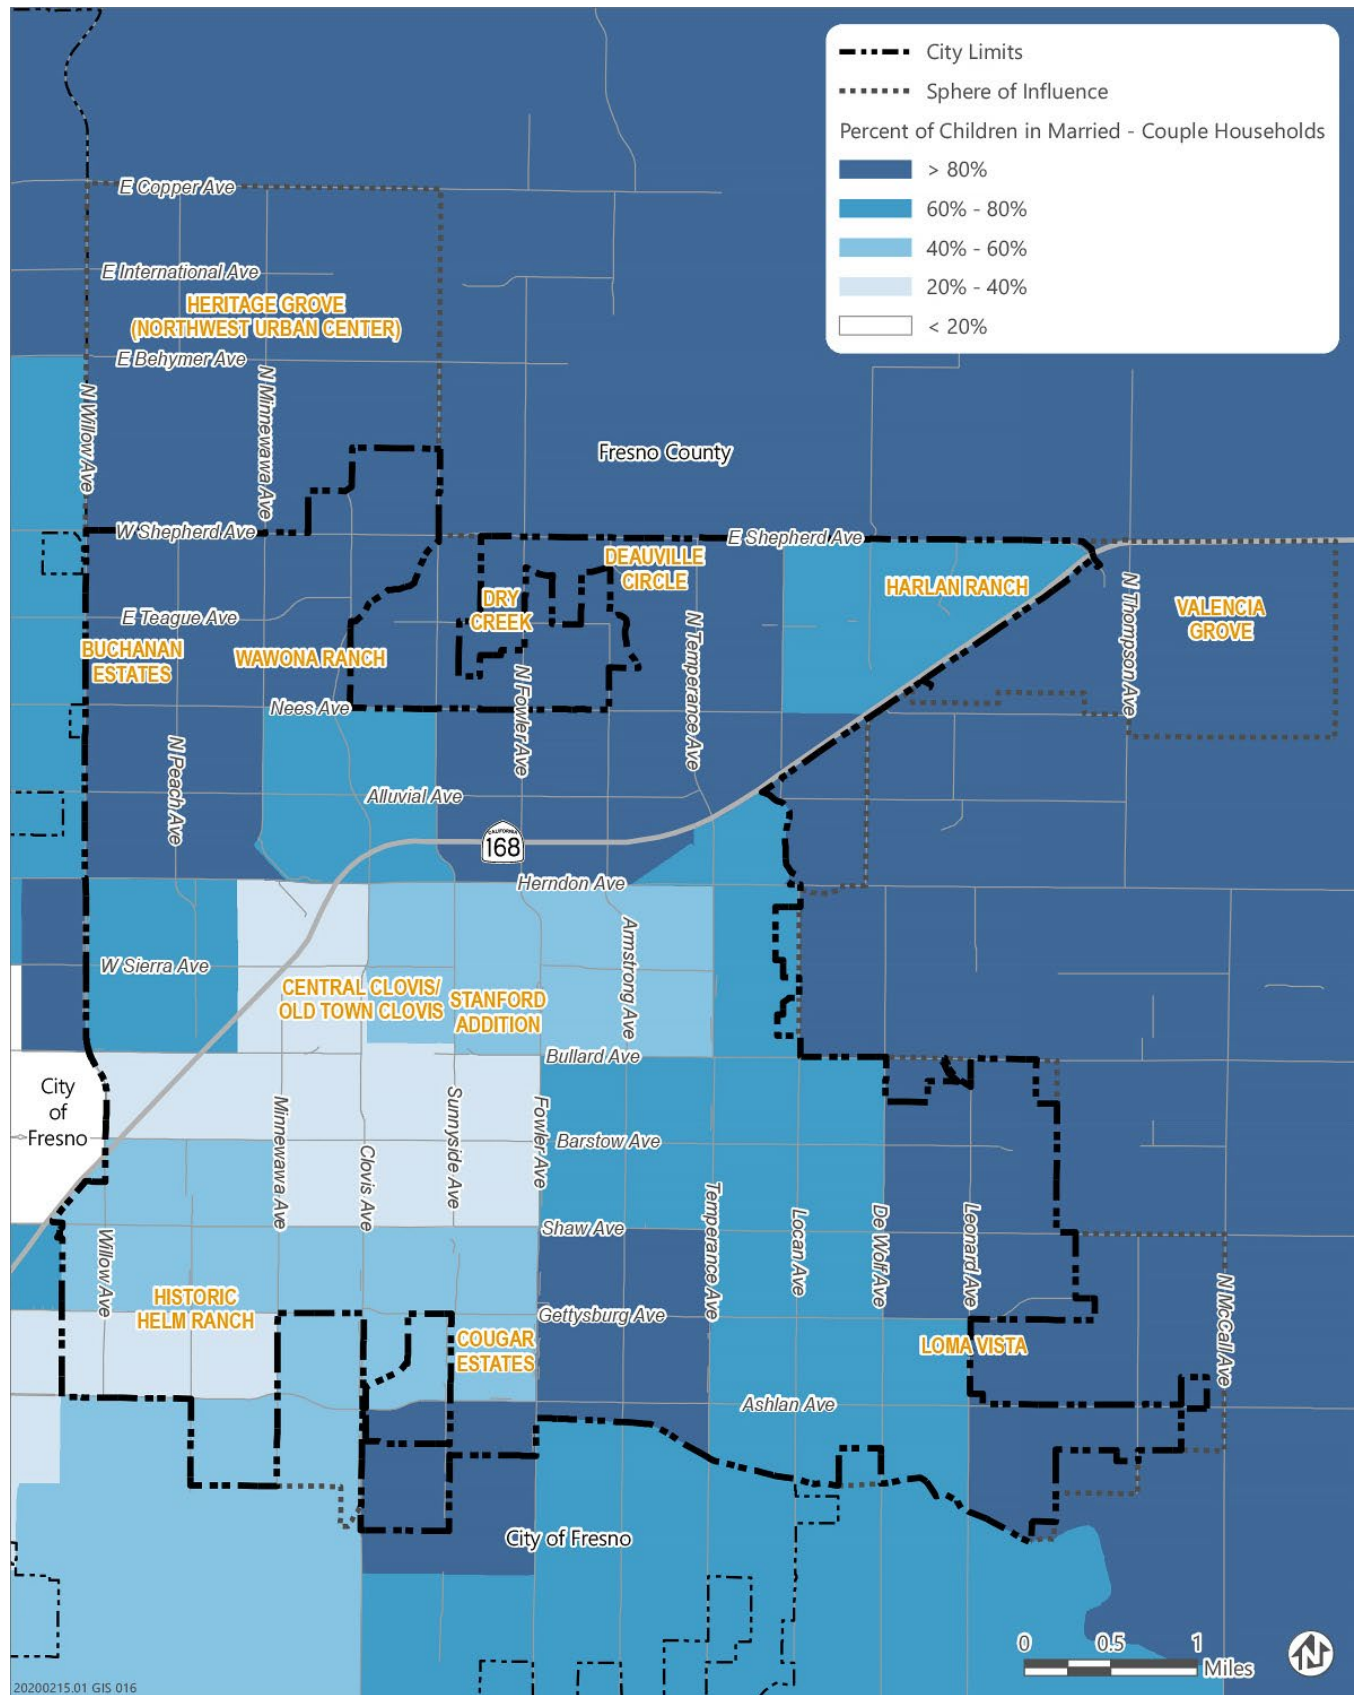 City Limits
Sphere of Influence
Percent of Children in Married - Couple Households
> 80%
60% - 80%
40% - 60%
20% - 40%
< 20%
E Copper Ave
E International Ave
HERITAGE GROVE
(NORTHWEST URBAN CENTER)
E Behymer Ave
N Willow Ave
N Minnewawa Ave
Fresno County
W Shepherd Ave
E Shepherd Ave
DEAUVILLE
CIRCLE
HARLAN RANCH
DRY
CREEK
N Thompson Ave
VALENCIA
GROVE
E Teague Ave
BUCHANAN
ESTATES
WAWONA RANCH
N Temperance Ave
N Fowler Ave
Nees Ave
N Peach Ave
Alluvial Ave
CALIFORNIA
168
Herndon Ave
Armstrong Ave
W Sierra Ave
CENTRAL CLOVIS/
OLD TOWN CLOVIS
STANFORD
ADDITION
Bullard Ave
City
of
Fresno
Minnewawa Ave
Clovis Ave
Sunnyside Ave
Fowler Ave
Barstow Ave
Temperance Ave
Locan Ave
De Wolf Ave
Leonard Ave
Shaw Ave
Willow Ave
N McCall Ave
HISTORIC
HELM RANCH
Gettysburg Ave
COUGAR
ESTATES
LOMA VISTA
Ashlan Ave
City of Fresno
0 0.5 1
Miles
N
20200215.01 GIS 016